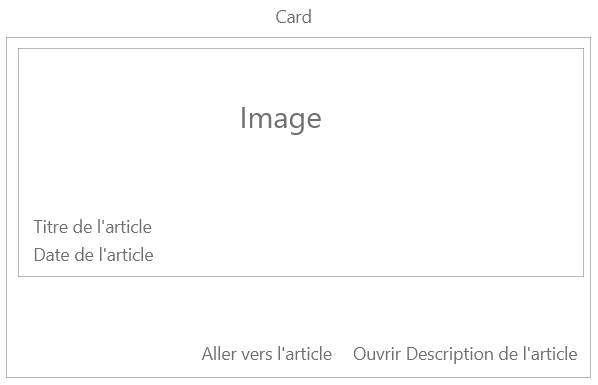 Card
Image
Titre de l'article
Date de l'article
Aller vers l'article Ouvrir Description de l'article